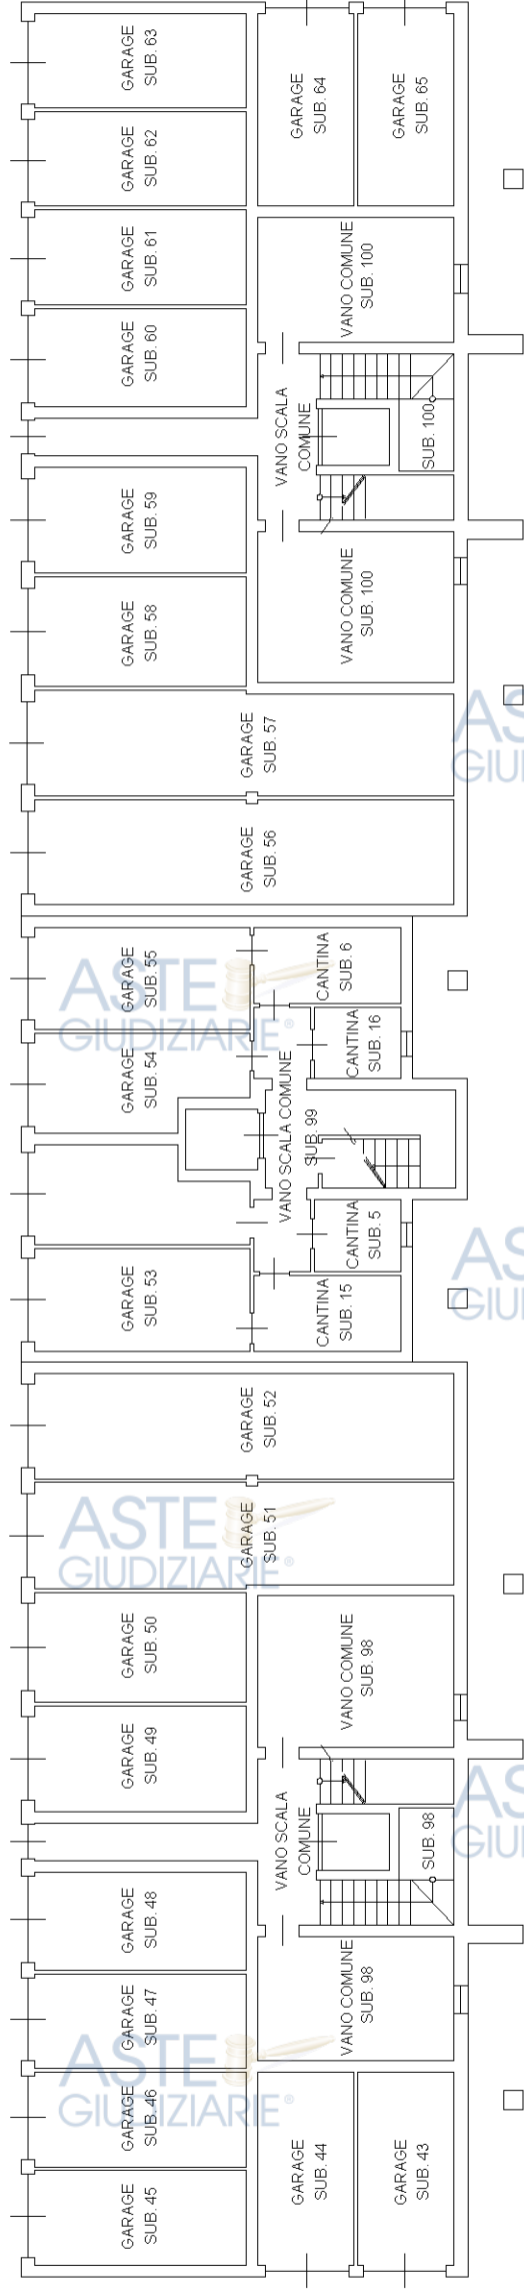 GARAGE
SUB. 63
GARAGE
SUB. 64
GARAGE
SUB. 65
GARAGE
SUB. 62
GARAGE
SUB. 61
VANO COMUNE
SUB. 100
GARAGE
SUB. 60
VANO SCALA
COMUNE
SUB. 100
GARAGE
SUB. 59
VANO COMUNE
SUB. 100
GARAGE
SUB. 58
GARAGE
SUB. 57
GARAGE
SUB. 56
GARAGE
SUB. 55
CANTINA
SUB. 6
GARAGE
SUB. 54
CANTINA
SUB. 16
VANO SCALA COMUNE
SUB. 99
CANTINA
SUB. 5
GARAGE
SUB. 53
CANTINA
SUB. 15
GARAGE
SUB. 52
GARAGE
SUB. 51
GARAGE
SUB. 50
VANO COMUNE
SUB. 98
GARAGE
SUB. 49
VANO SCALA
COMUNE
SUB. 98
GARAGE
SUB. 48
VANO COMUNE
SUB. 98
GARAGE
SUB. 47
GARAGE
SUB. 46
GARAGE
SUB. 45
GARAGE
SUB. 44
GARAGE
SUB. 43
ASTE
GIUDIZIARIE®
ASTE
GIUDIZIARIE®
ASTE
GIUDIZIARIE®